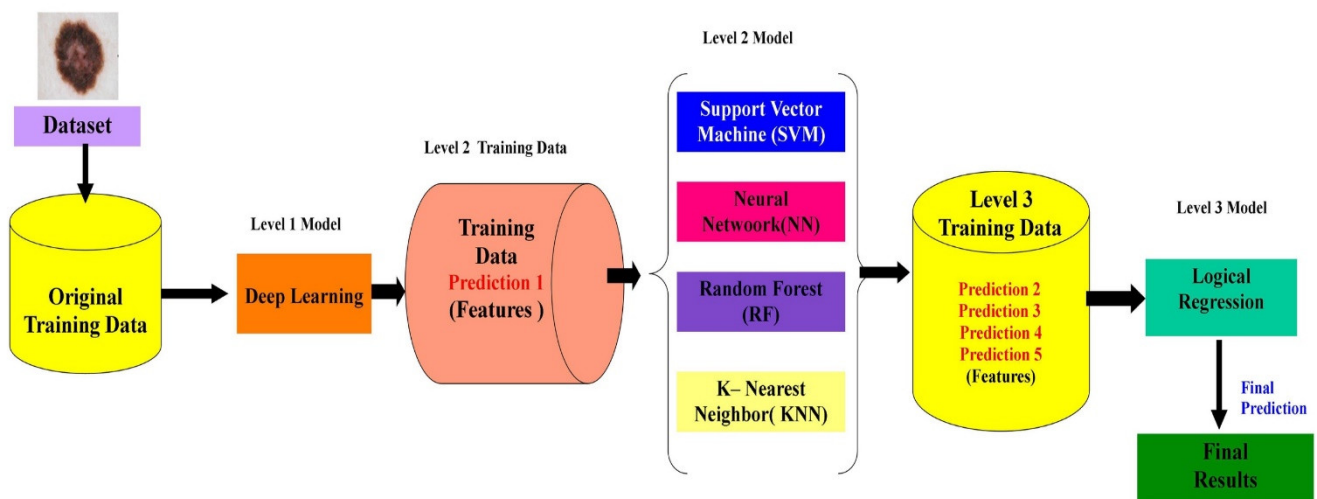 Dataset
Original
Training Data
Level 1 Model
Deep Learning
Level 2 Training Data
Training
Data
Prediction 1
(Features )
Level 2 Model
Support Vector
Machine (SVM)
Neural
Netwoork(NN)
Random Forest
(RF)
K– Nearest
Neighbor( KNN)
Level 3
Training Data
Prediction 2
Prediction 3
Prediction 4
Prediction 5
(Features)
Level 3 Model
Logical
Regression
Final
Prediction
Final
Results